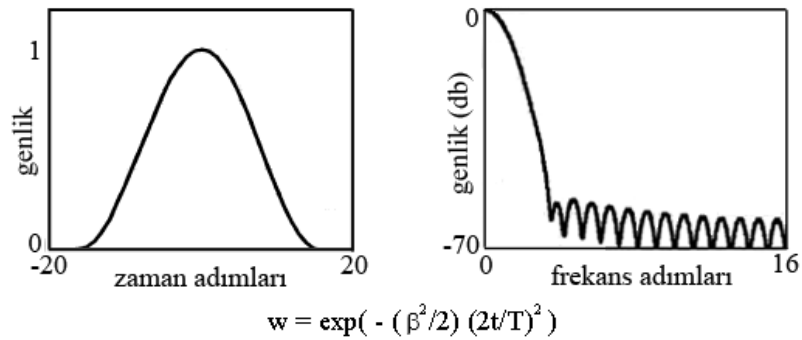 1
genlik
0
-20
zaman adımları
20
0
genlik (db)
-70
0
frekans adımları
16
w = exp( - ( β²/2) (2t/T)² )